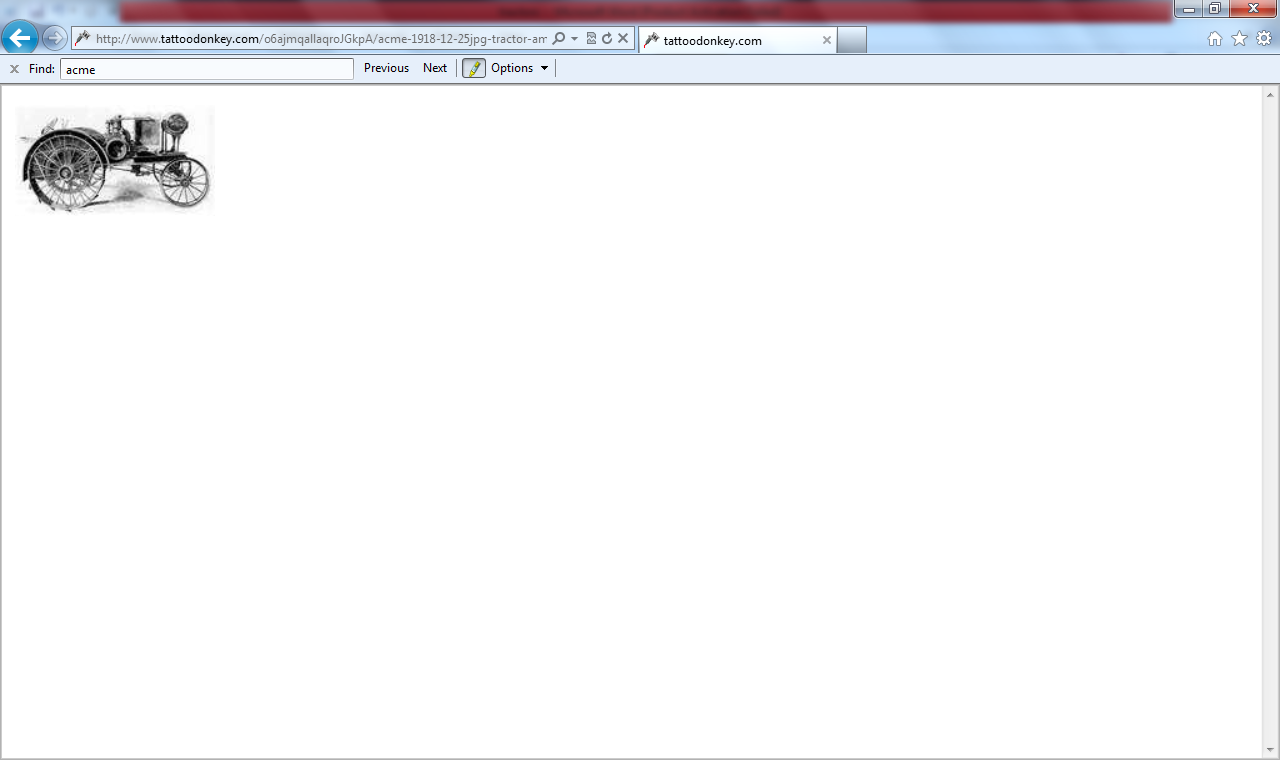 http://www.tattoodonkey.com/o6ajmqallaqroJGkpA/acme-1918-12-25jpg-tractor-am
tattoodonkey.com
Find: acme Previous Next Options